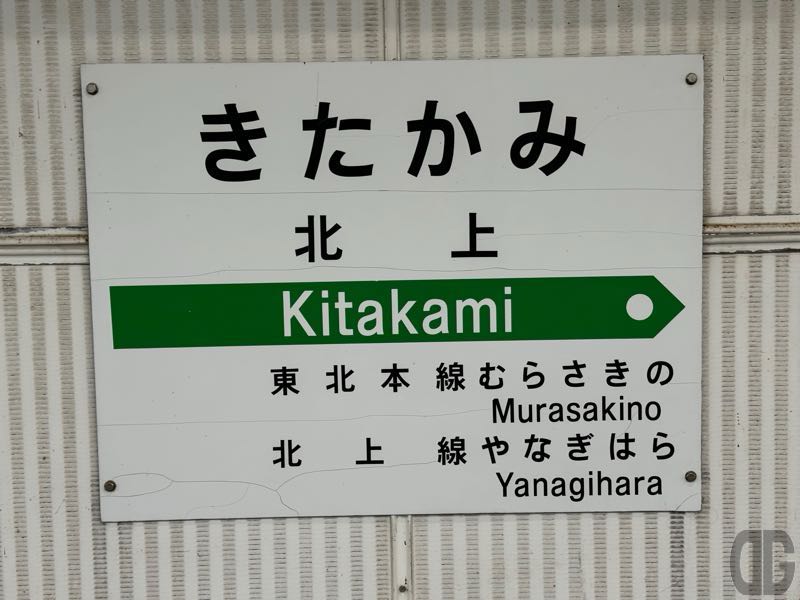 きたかみ
北上
Kitakami
東北本線むらさきの
Murasakino
北上線やなぎはら
Yanagihara
DG